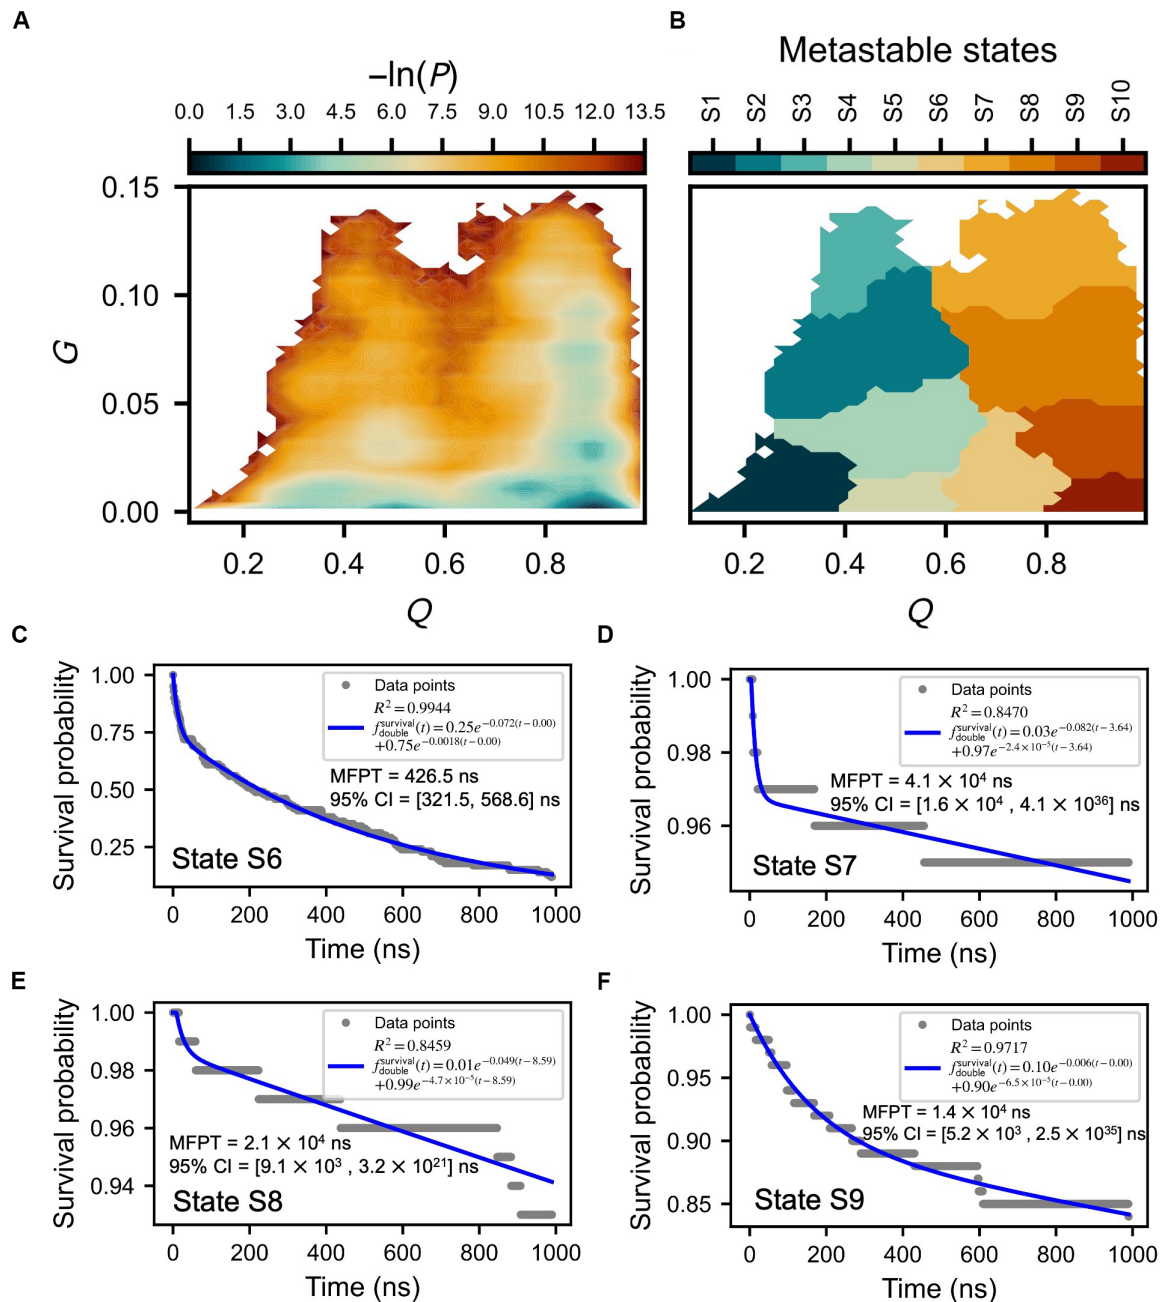 A
B
−ln(P)
Metastable states
0.0 1.5 3.0 4.5 6.0 7.5 9.0 10.5 12.0 13.5
S1 S2 S3 S4 S5 S6 S7 S8 S9 S10
0.15
0.10
0.05
0.00
G
0.2 0.4 0.6 0.8
Q
0.2 0.4 0.6 0.8
Q
C
Survival probability
1.00
0.75
0.50
0.25
Data points
R² = 0.9944
f_double^survival(t) = 0.25e^−0.072(t−0.00)
+0.75e^−0.0018(t−0.00)
MFPT = 426.5 ns
95% CI = [321.5, 568.6] ns
State S6
0 200 400 600 800 1000
Time (ns)
D
Survival probability
1.00
0.98
0.96
Data points
R² = 0.8470
f_double^survival(t) = 0.03e^−0.082(t−3.64)
+0.97e^−2.4×10⁻⁵(t−3.64)
MFPT = 4.1 × 10⁴ ns
95% CI = [1.6 × 10⁴ , 4.1 × 10³⁶] ns
State S7
0 200 400 600 800 1000
Time (ns)
E
Survival probability
1.00
0.98
0.96
0.94
Data points
R² = 0.8459
f_double^survival(t) = 0.01e^−0.049(t−8.59)
+0.99e^−4.7×10⁻⁵(t−8.59)
MFPT = 2.1 × 10⁴ ns
95% CI = [9.1 × 10³ , 3.2 × 10²¹] ns
State S8
0 200 400 600 800 1000
Time (ns)
F
Survival probability
1.00
0.95
0.90
0.85
Data points
R² = 0.9717
f_double^survival(t) = 0.10e^−0.006(t−0.00)
+0.90e^−6.5×10⁻⁵(t−0.00)
MFPT = 1.4 × 10⁴ ns
95% CI = [5.2 × 10³ , 2.5 × 10³⁵] ns
State S9
0 200 400 600 800 1000
Time (ns)